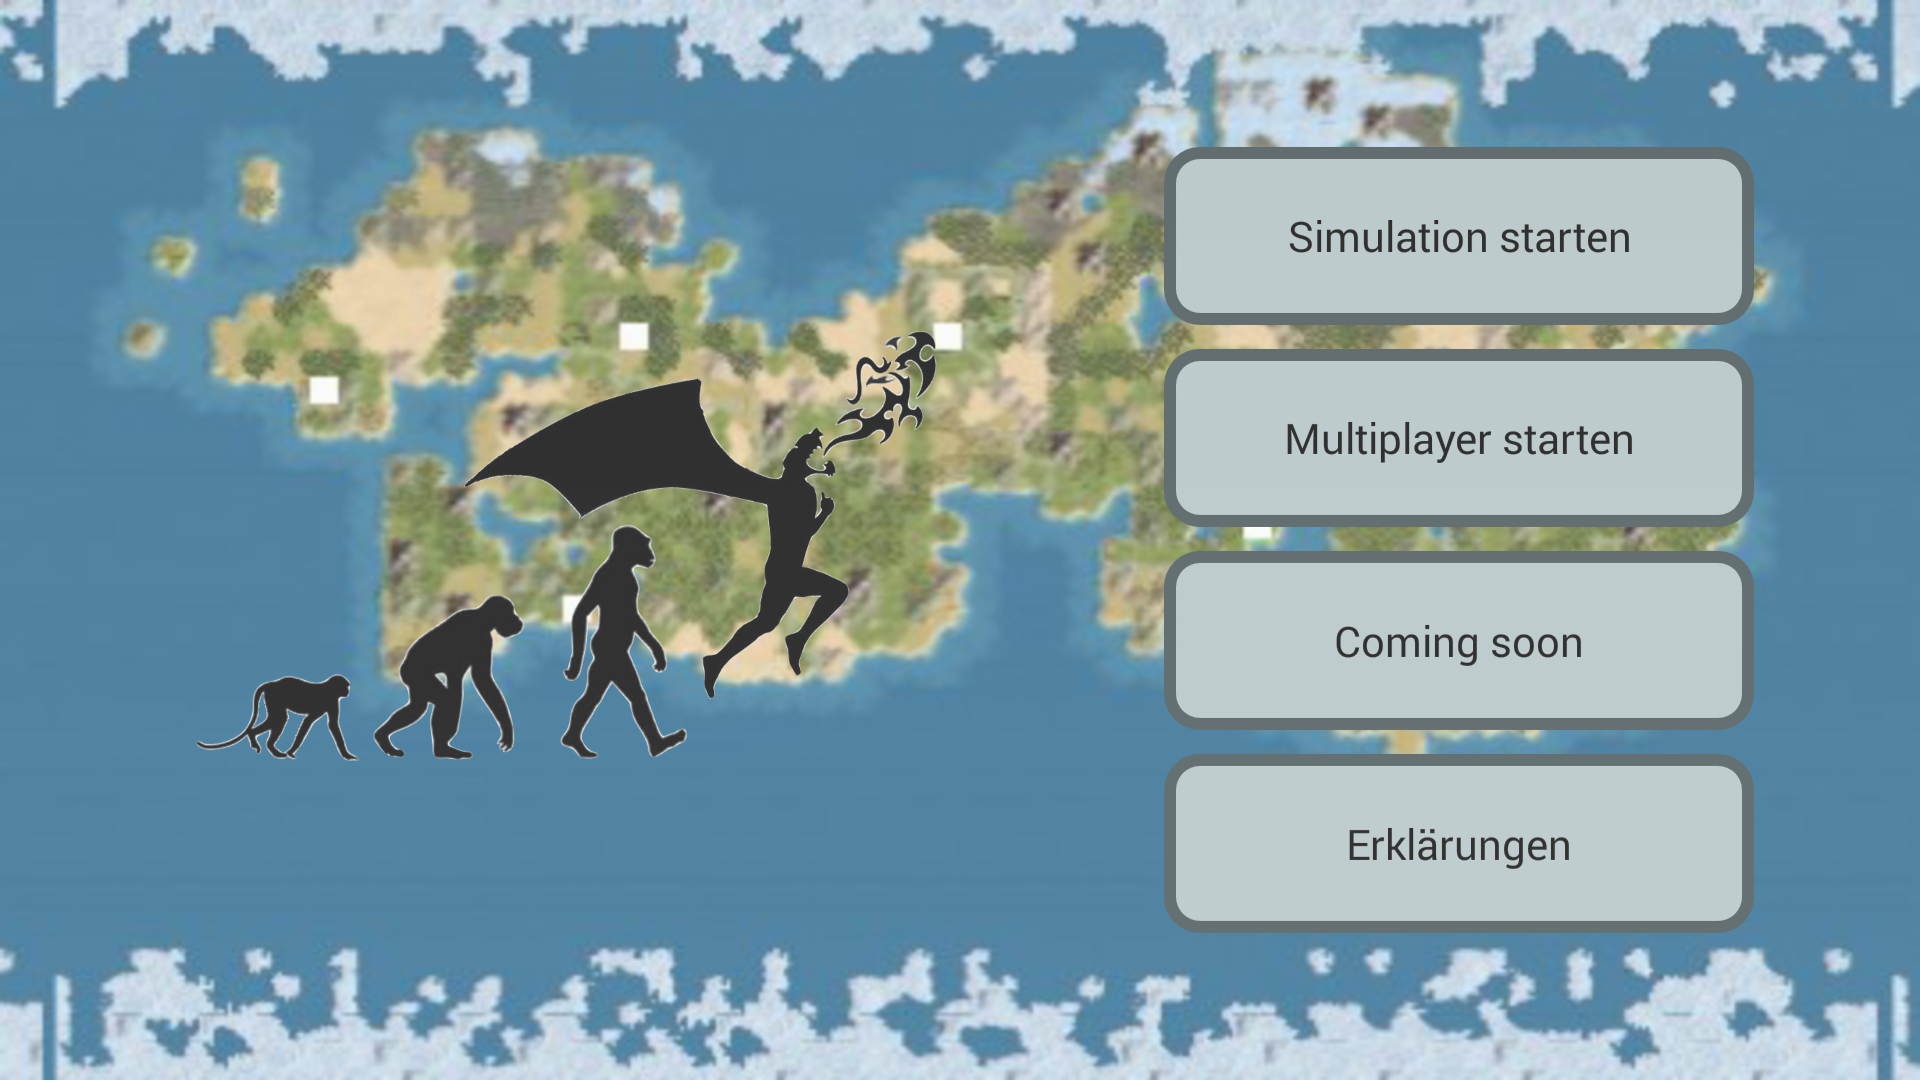 Simulation starten
Multiplayer starten
Coming soon
Erklärungen